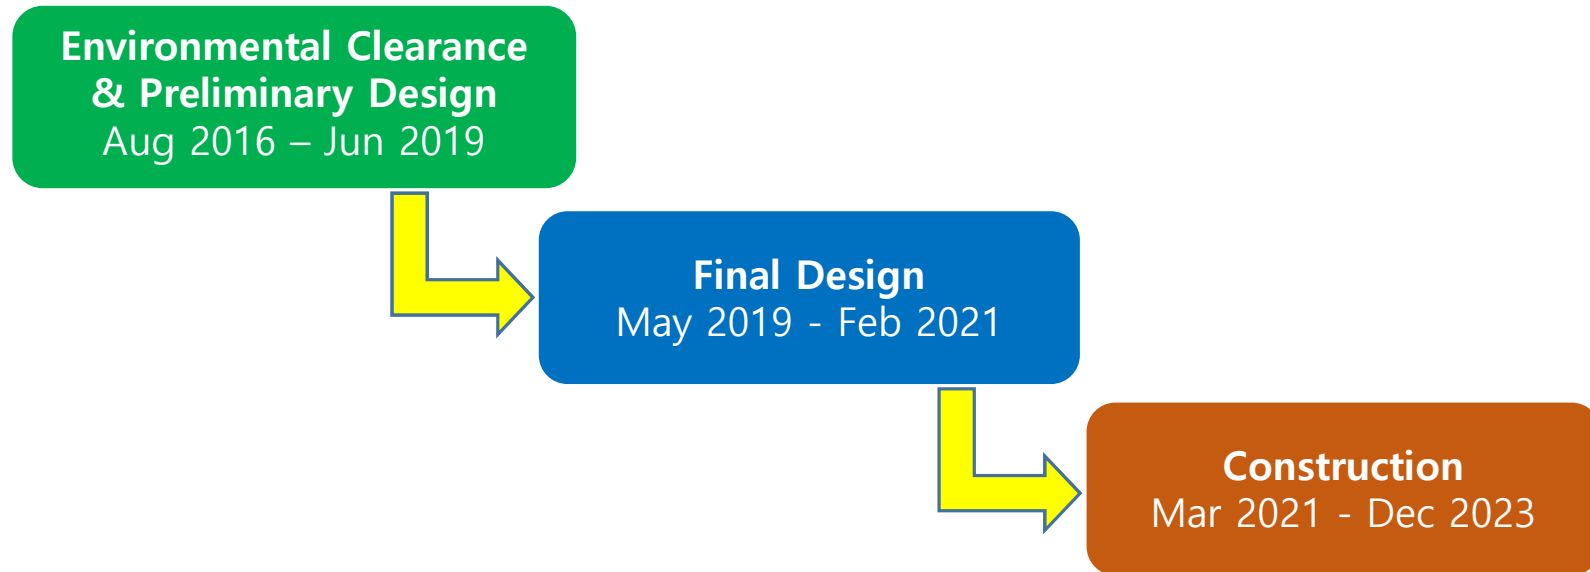 Environmental Clearance
& Preliminary Design
Aug 2016 – Jun 2019
Final Design
May 2019 - Feb 2021
Construction
Mar 2021 - Dec 2023